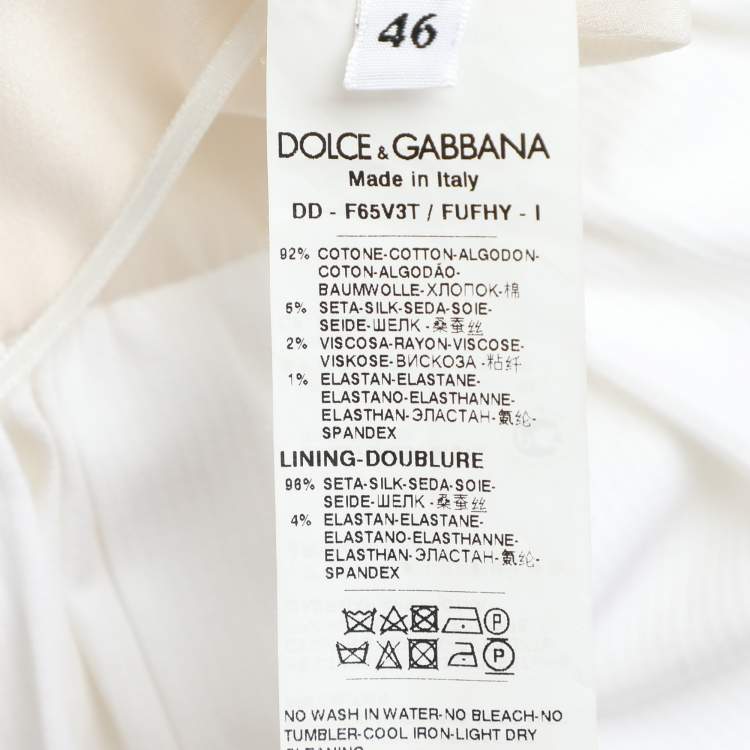 46
DOLCE & GABBANA
Made in Italy
DD - F65V3T / FUFHY - I
92% COTONE-COTTON-ALGODON-
COTON-ALGODÃO-
BAUMWOLLE-ХЛОПОК-棉
5% SETA-SILK-SEDA-SOIE-
SEIDE-ШЕЛК-桑蚕丝
2% VISCOSA-RAYON-VISCOSE-
VISKOSE-ВИСКОЗА-粘纤
1% ELASTAN-ELASTANE-
ELASTANO-ELASTHANNE-
ELASTHAN-ЭЛАСТАН-氨纶-
SPANDEX
LINING-DOUBLURE
96% SETA-SILK-SEDA-SOIE-
SEIDE-ШЕЛК-桑蚕丝
4% ELASTAN-ELASTANE-
ELASTANO-ELASTHANNE-
ELASTHAN-ЭЛАСТАН-氨纶-
SPANDEX
P
P
NO WASH IN WATER-NO BLEACH-NO
TUMBLER-COOL IRON-LIGHT DRY
CLEANING